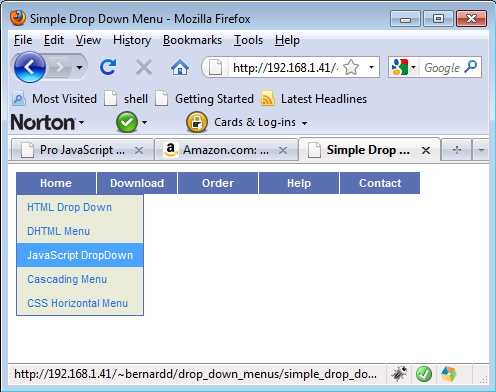 Simple Drop Down Menu - Mozilla Firefox
File Edit View History Bookmarks Tools Help
http://192.168.1.41/ Google
Most Visited shell Getting Started Latest Headlines
Norton Cards & Log-ins
Pro JavaScript ... Amazon.com: ... Simple Drop ...
Home Download Order Help Contact
HTML Drop Down
DHTML Menu
JavaScript DropDown
Cascading Menu
CSS Horizontal Menu
http://192.168.1.41/~bernardd/drop_down_menus/simple_drop_do...